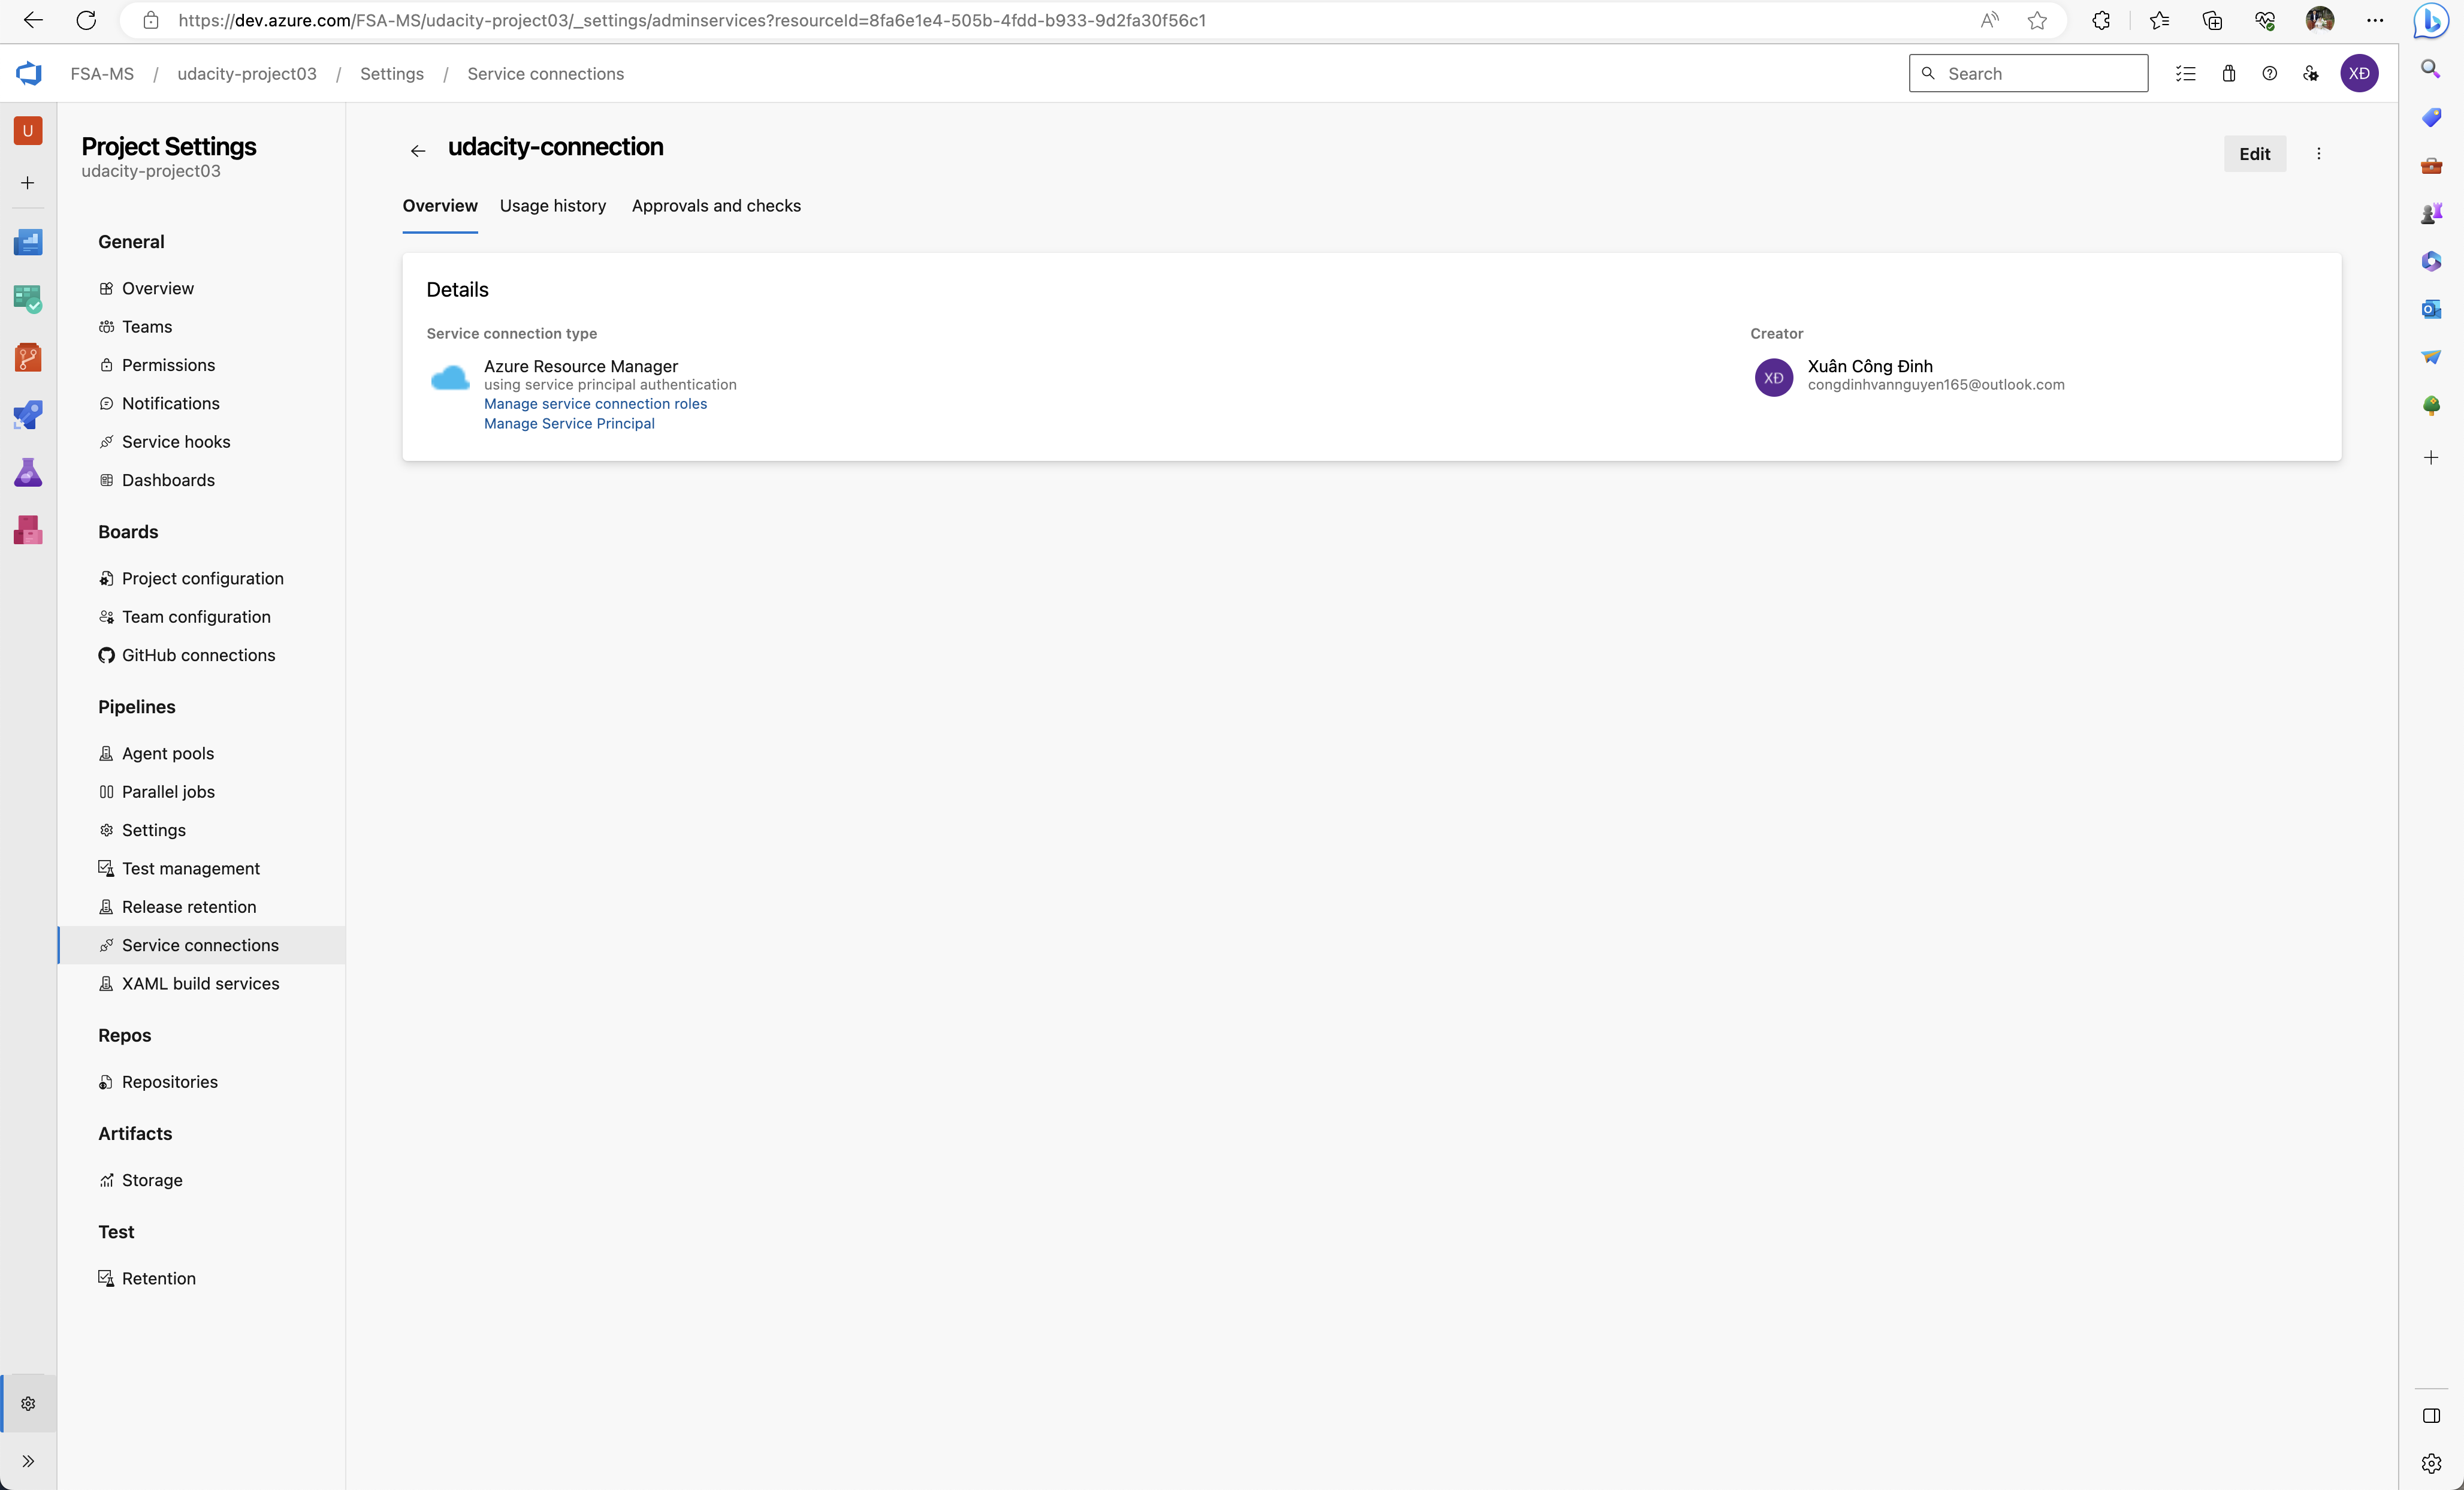 https://dev.azure.com/FSA-MS/udacity-project03/_settings/adminservices?resourceId=8fa6e1e4-505b-4fdd-b933-9d2fa30f56c1
FSA-MS / udacity-project03 / Settings / Service connections
Search
XĐ
U
Project Settings
udacity-project03
General
Overview
Teams
Permissions
Notifications
Service hooks
Dashboards
Boards
Project configuration
Team configuration
GitHub connections
Pipelines
Agent pools
Parallel jobs
Settings
Test management
Release retention
Service connections
XAML build services
Repos
Repositories
Artifacts
Storage
Test
Retention
udacity-connection
Edit
Overview Usage history Approvals and checks
Details
Service connection type
Azure Resource Manager
using service principal authentication
Manage service connection roles
Manage Service Principal
Creator
XĐ
Xuân Công Đinh
congdinhvannguyen165@outlook.com